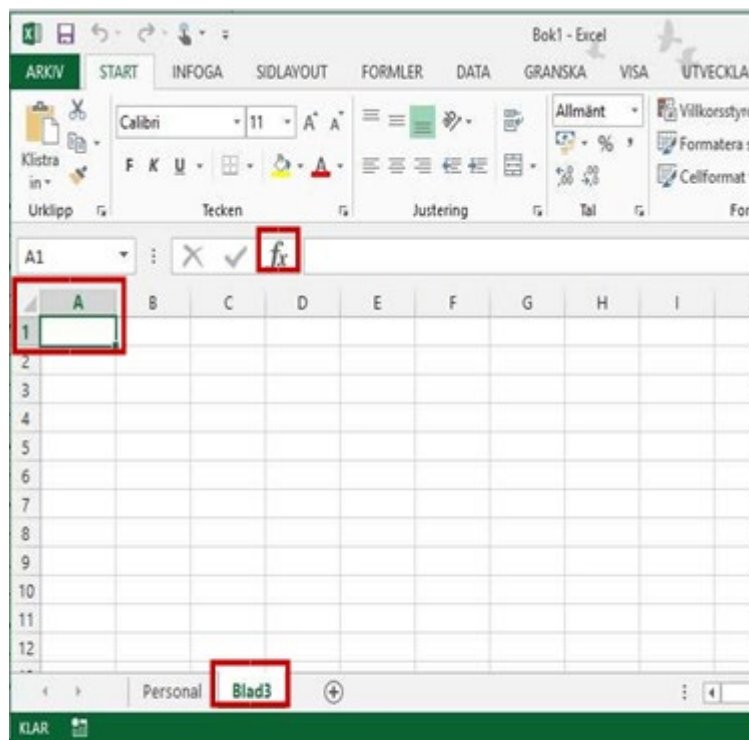 Bok1 - Excel
ARKIV START INFOGA SIDLAYOUT FORMLER DATA GRANSKA VISA UTVECKLA
Calibri 11 A A Allmänt Villkorsstyr
Klistra in F K U A % Formatera s
Cellformat
Urklipp Tecken Justering Tal For
A1 fx
A B C D E F G H I
1
2
3
4
5
6
7
8
9
10
11
12
Personal Blad3
KLAR